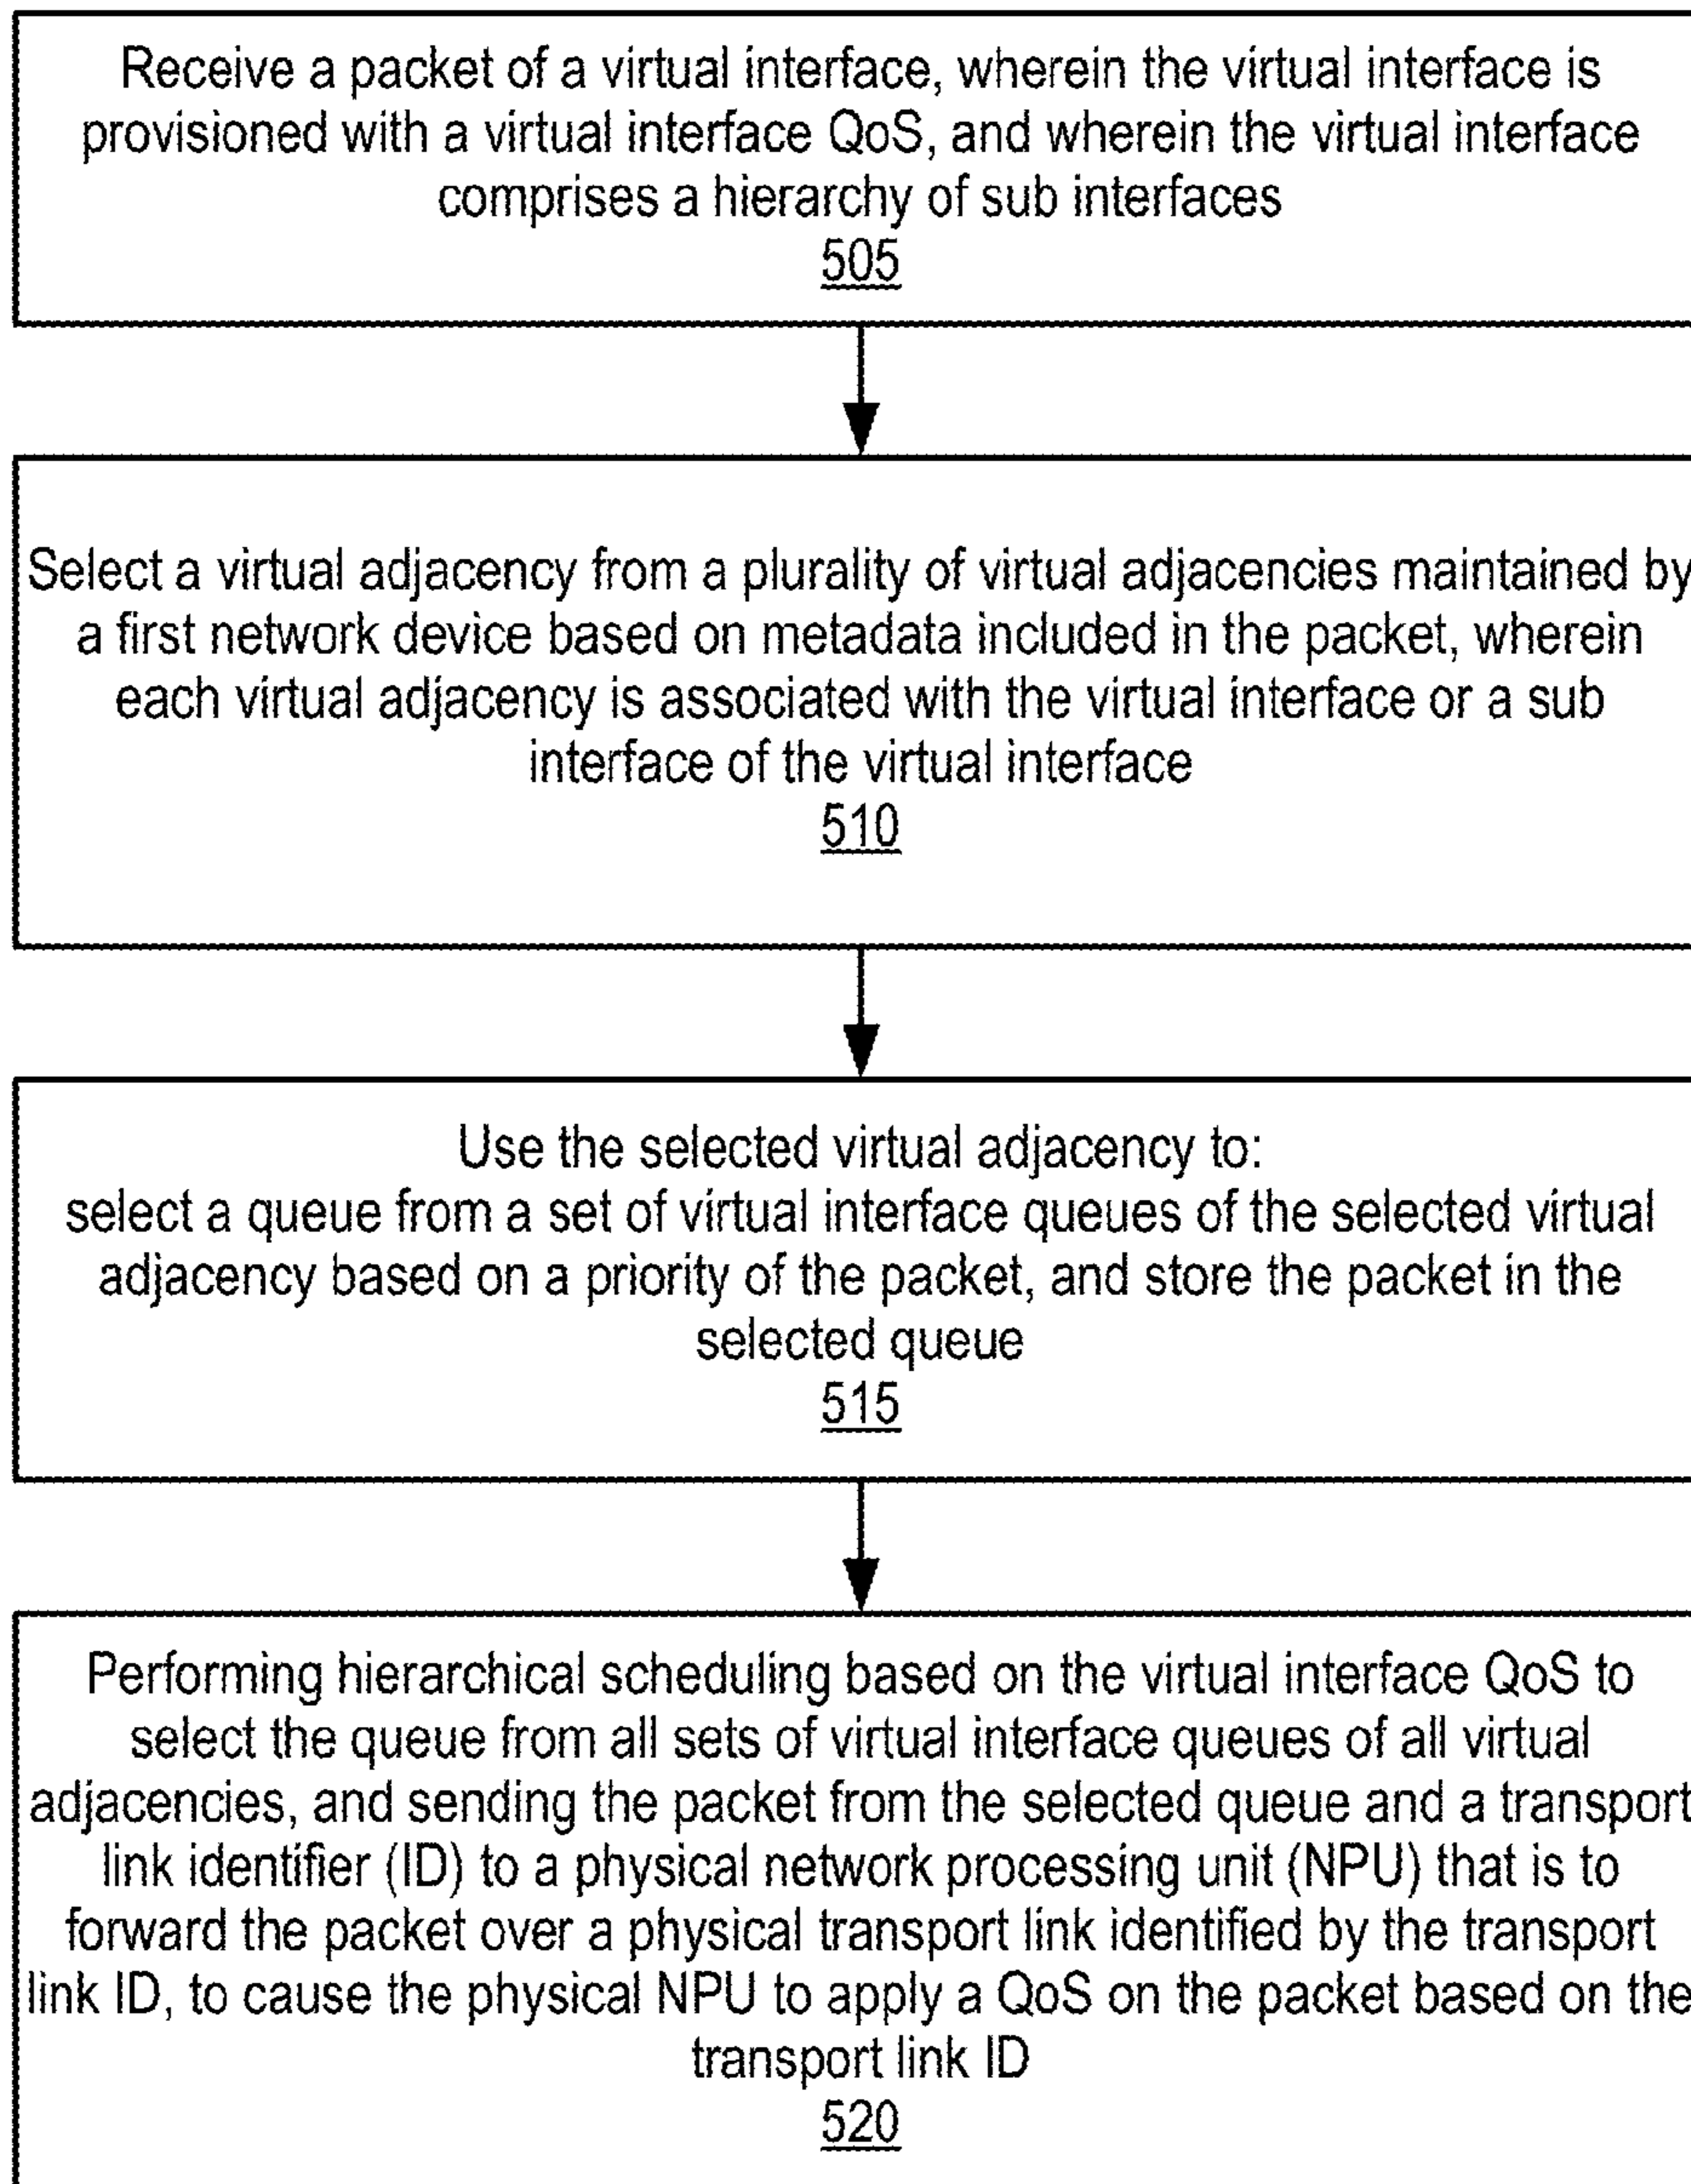 Receive a packet of a virtual interface, wherein the virtual interface is
provisioned with a virtual interface QoS, and wherein the virtual interface
comprises a hierarchy of sub interfaces
505
Select a virtual adjacency from a plurality of virtual adjacencies maintained by
a first network device based on metadata included in the packet, wherein
each virtual adjacency is associated with the virtual interface or a sub
interface of the virtual interface
510
Use the selected virtual adjacency to:
select a queue from a set of virtual interface queues of the selected virtual
adjacency based on a priority of the packet, and store the packet in the
selected queue
515
Performing hierarchical scheduling based on the virtual interface QoS to
select the queue from all sets of virtual interface queues of all virtual
adjacencies, and sending the packet from the selected queue and a transport
link identifier (ID) to a physical network processing unit (NPU) that is to
forward the packet over a physical transport link identified by the transport
link ID, to cause the physical NPU to apply a QoS on the packet based on the
transport link ID
520